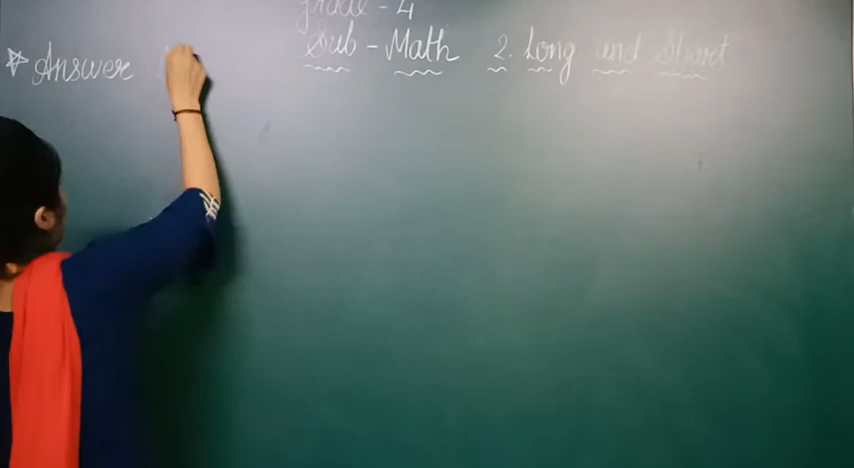 Grade - 4
Sub - Math 2. Long and Short
☆ Answer